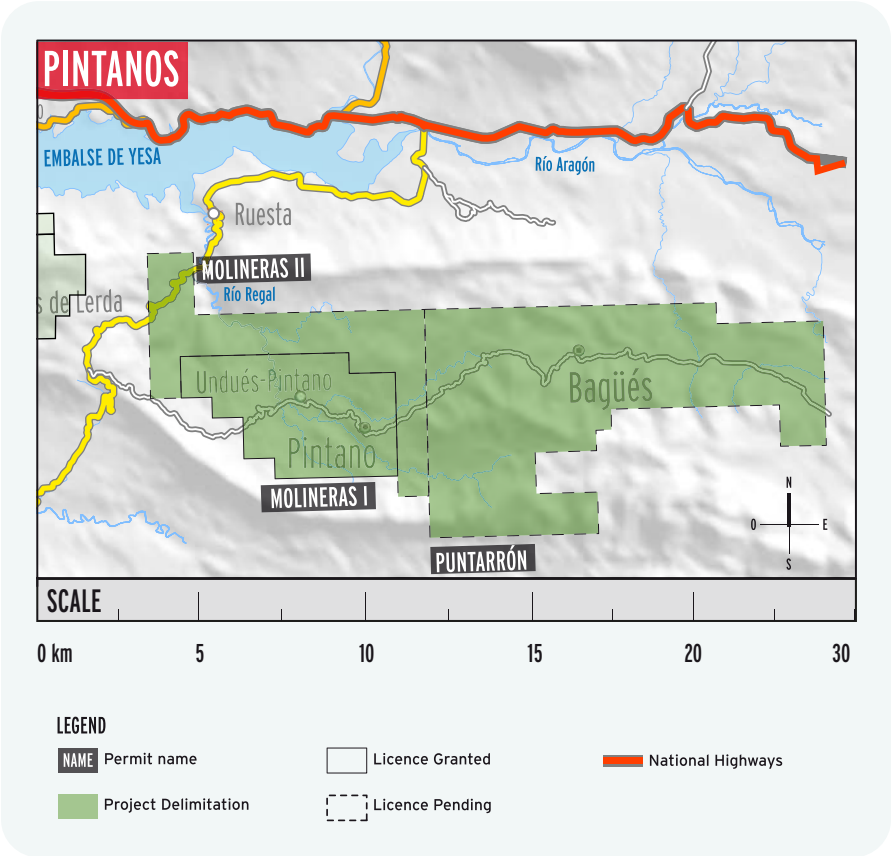 PINTANOS
EMBALSE DE YESA
Río Aragón
Ruesta
MOLINERAS II
Río Regal
s de Lerda
Undués-Pintano
Bagüés
Pintano
MOLINERAS I
PUNTARRÓN
N
O
E
S
SCALE
0 km 5 10 15 20 30
LEGEND
NAME Permit name
Licence Granted
National Highways
Project Delimitation
Licence Pending